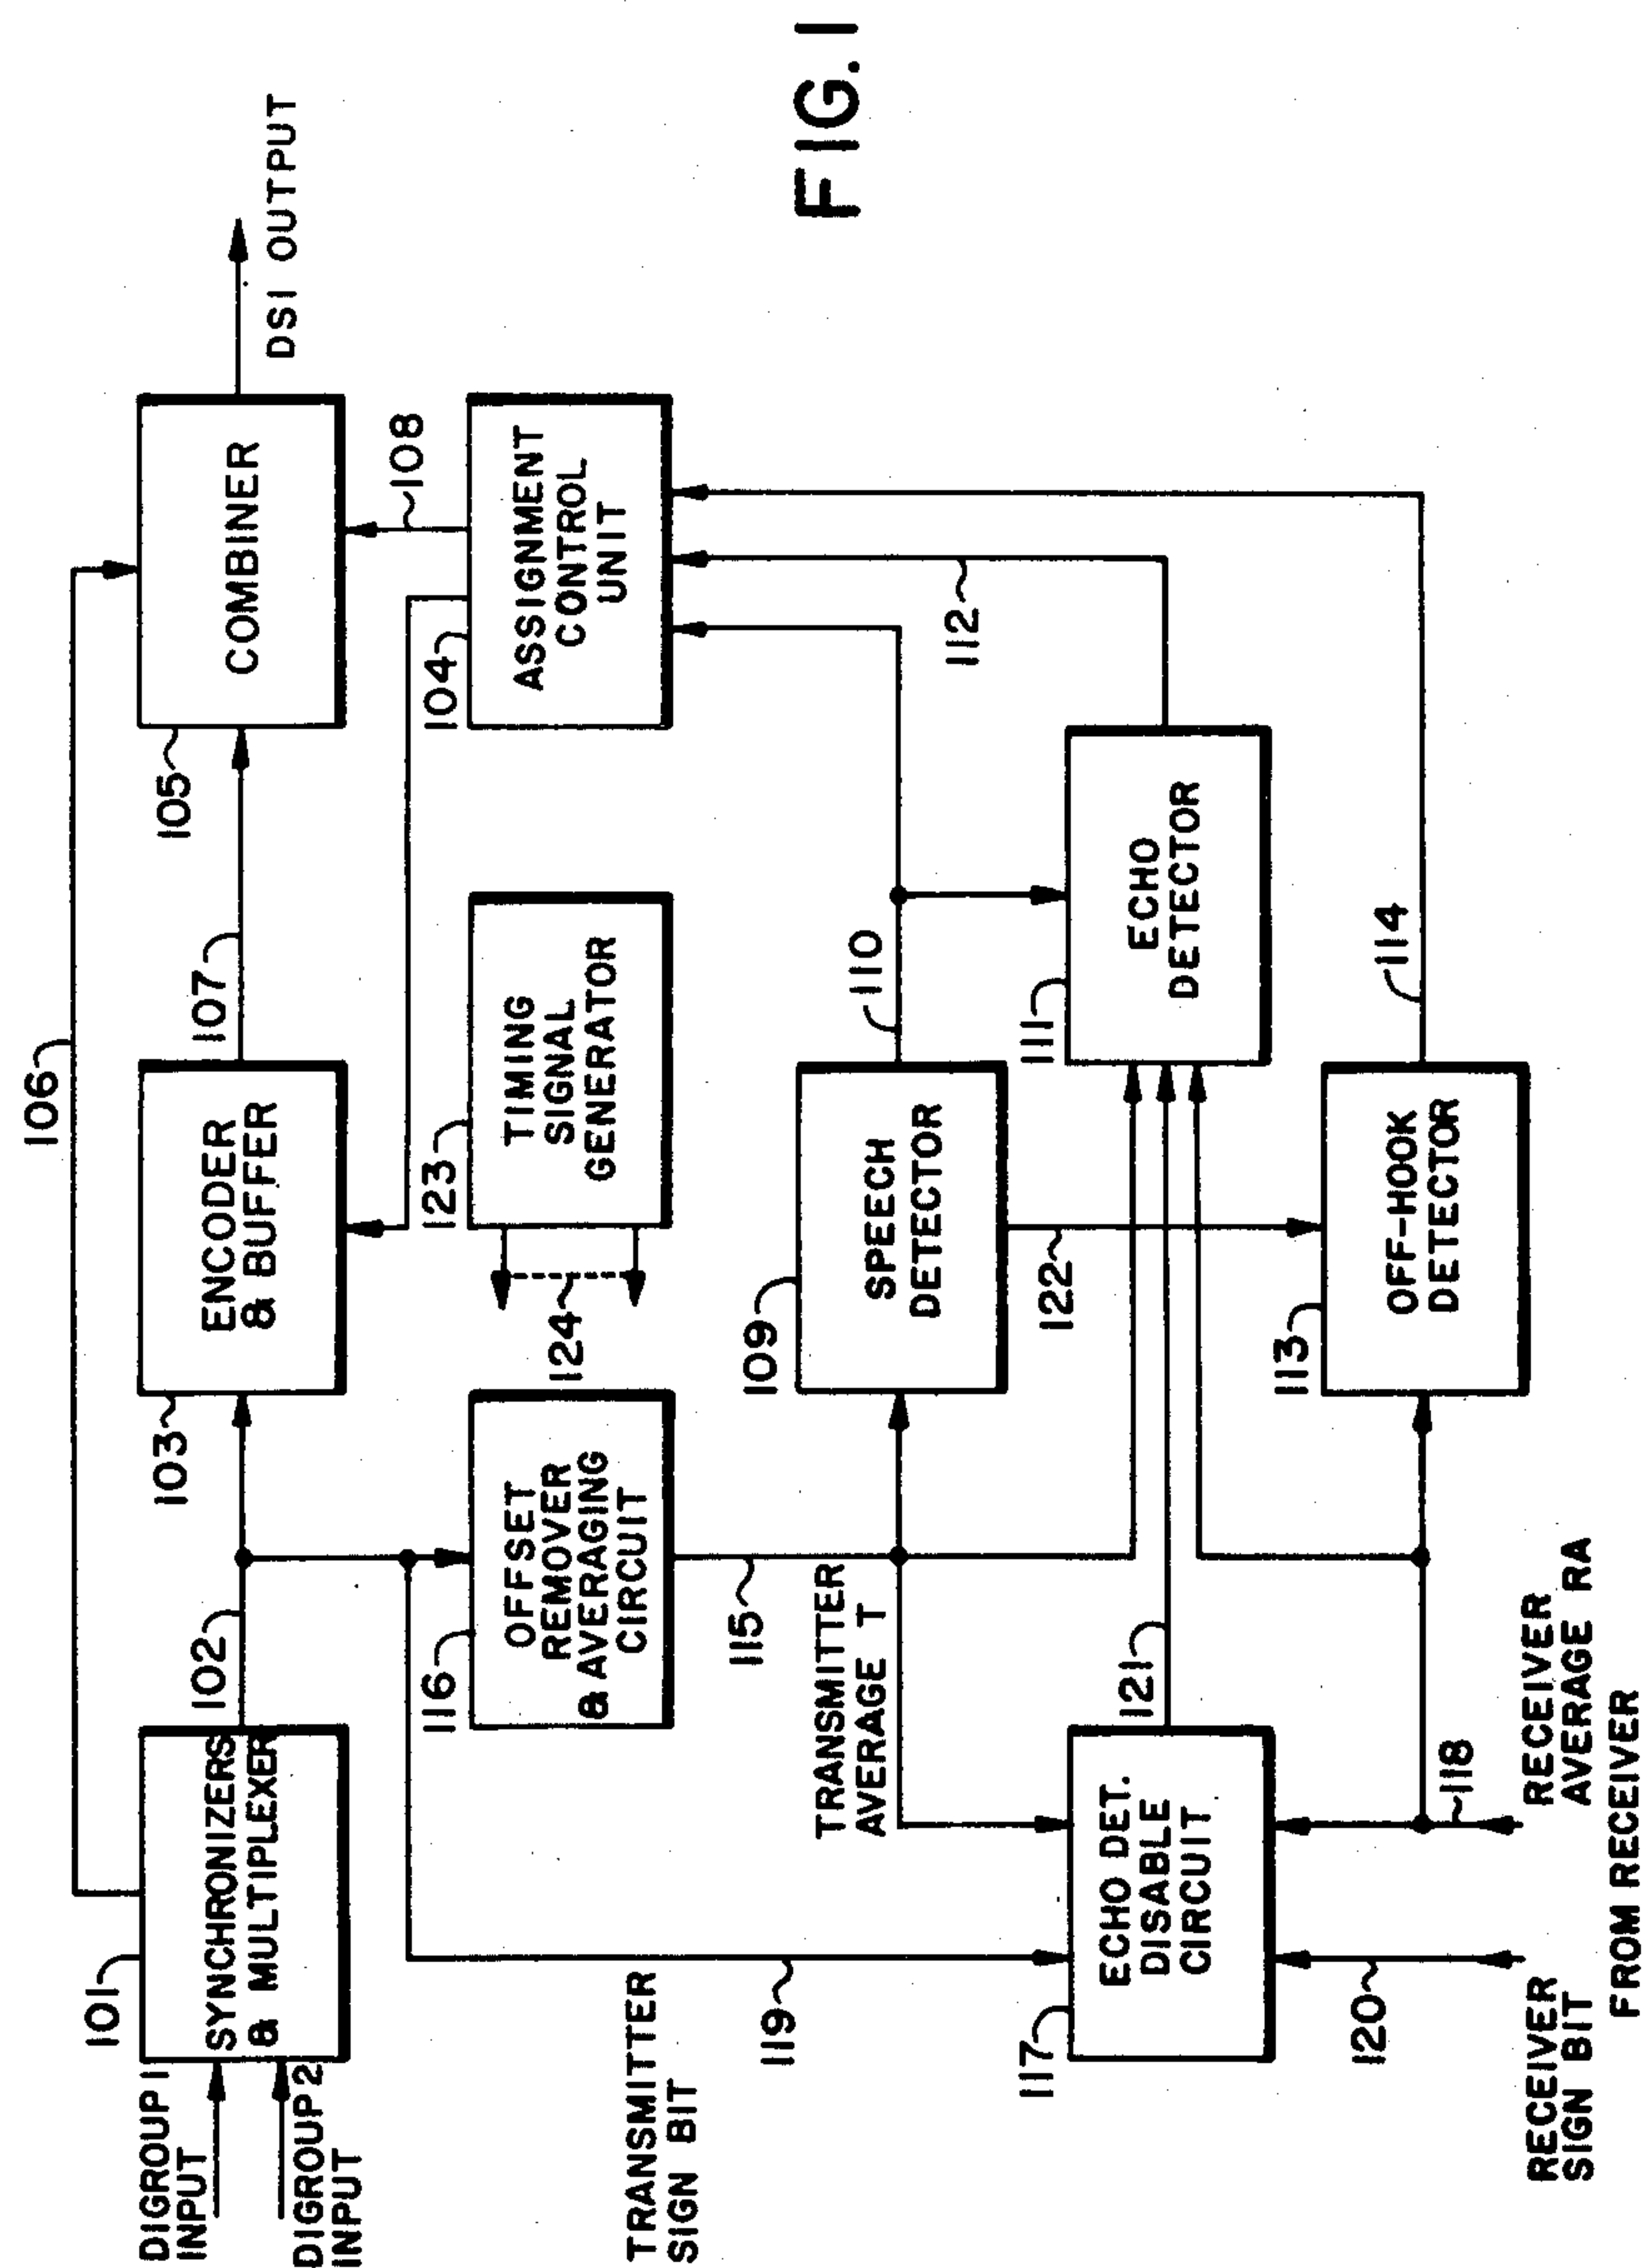 DIGROUP 1
INPUT
DIGROUP 2
INPUT
101
SYNCHRONIZERS
& MULTIPLEXER
102
103
ENCODER
& BUFFER
106
107
105
COMBINER
DSI OUTPUT
108
104
ASSIGNMENT
CONTROL
UNIT
123
TIMING
SIGNAL
GENERATOR
124
116
OFFSET
REMOVER
& AVERAGING
CIRCUIT
115
TRANSMITTER
AVERAGE T
TRANSMITTER
SIGN BIT
119
109
SPEECH
DETECTOR
110
112
122
111
ECHO
DETECTOR
117
ECHO DET.
DISABLE
CIRCUIT
121
113
OFF-HOOK
DETECTOR
114
120
118
RECEIVER
SIGN BIT
RECEIVER
AVERAGE RA
FROM RECEIVER
FIG. 1